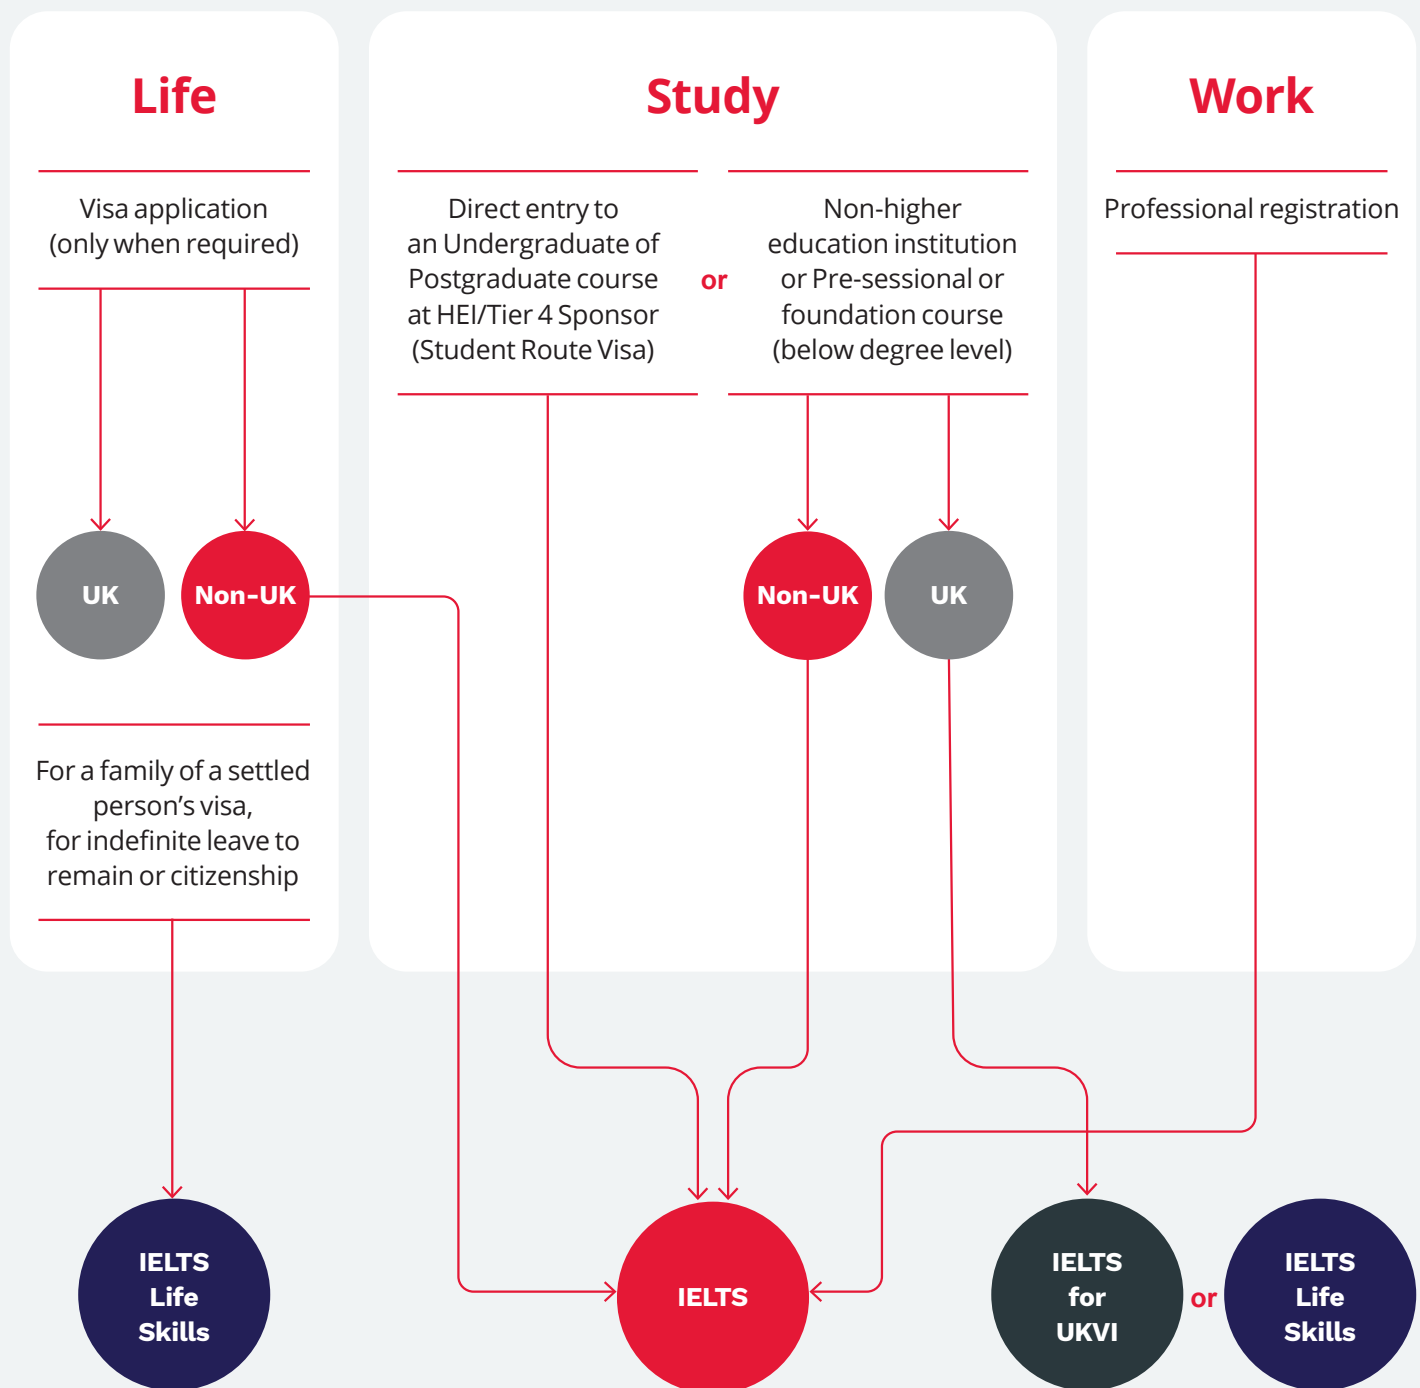 Life
Visa application
(only when required)
UK
Non-UK
For a family of a settled
person's visa,
for indefinite leave to
remain or citizenship
Study
Direct entry to
an Undergraduate of
Postgraduate course
at HEI/Tier 4 Sponsor
(Student Route Visa)
or
Non-higher
education institution
or Pre-sessional or
foundation course
(below degree level)
Non-UK
UK
Work
Professional registration
IELTS
Life
Skills
IELTS
IELTS
for
UKVI
or
IELTS
Life
Skills